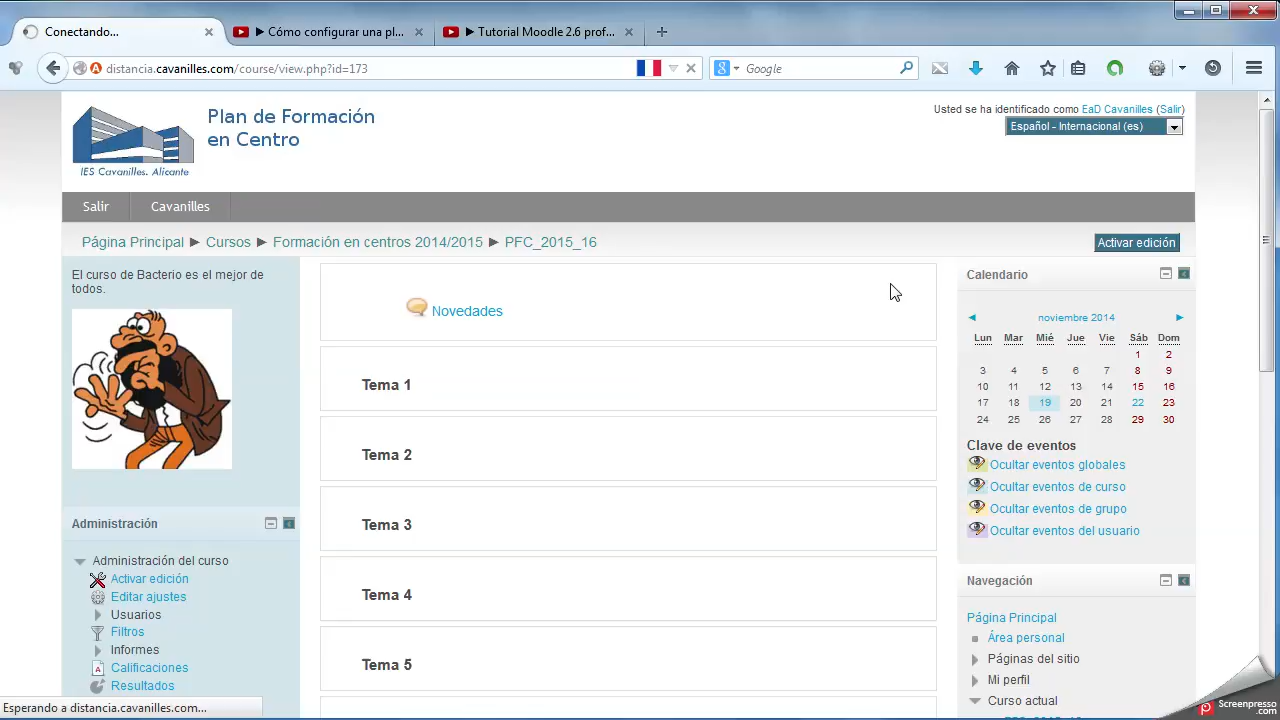 Conectando...
▶ Cómo configurar una pl...
▶ Tutorial Moodle 2.6 prof...
distancia.cavanilles.com/course/view.php?id=173
Google
Plan de Formación
en Centro
IES Cavanilles. Alicante
Usted se ha identificado como EaD Cavanilles (Salir)
Español - Internacional (es)
Salir
Cavanilles
Página Principal ▶ Cursos ▶ Formación en centros 2014/2015 ▶ PFC_2015_16
Activar edición
El curso de Bacterio es el mejor de
todos.
Administración
Administración del curso
Activar edición
Editar ajustes
Usuarios
Filtros
Informes
Calificaciones
Resultados
Novedades
Tema 1
Tema 2
Tema 3
Tema 4
Tema 5
Calendario
noviembre 2014
Lun Mar Mié Jue Vie Sáb Dom
1 2
3 4 5 6 7 8 9
10 11 12 13 14 15 16
17 18 19 20 21 22 23
24 25 26 27 28 29 30
Clave de eventos
Ocultar eventos globales
Ocultar eventos de curso
Ocultar eventos de grupo
Ocultar eventos del usuario
Navegación
Página Principal
Área personal
Páginas del sitio
Mi perfil
Curso actual
Esperando a distancia.cavanilles.com...
Screenpresso
.com